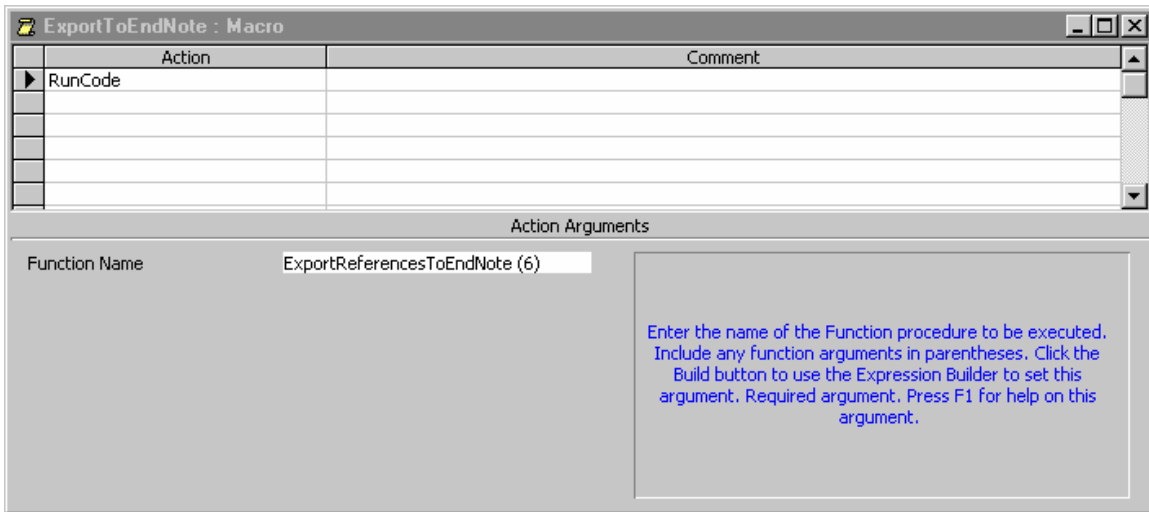 ExportToEndNote : Macro
Action Comment
RunCode
Action Arguments
Function Name ExportReferencesToEndNote (6)
Enter the name of the Function procedure to be executed.
Include any function arguments in parentheses. Click the
Build button to use the Expression Builder to set this
argument. Required argument. Press F1 for help on this
argument.